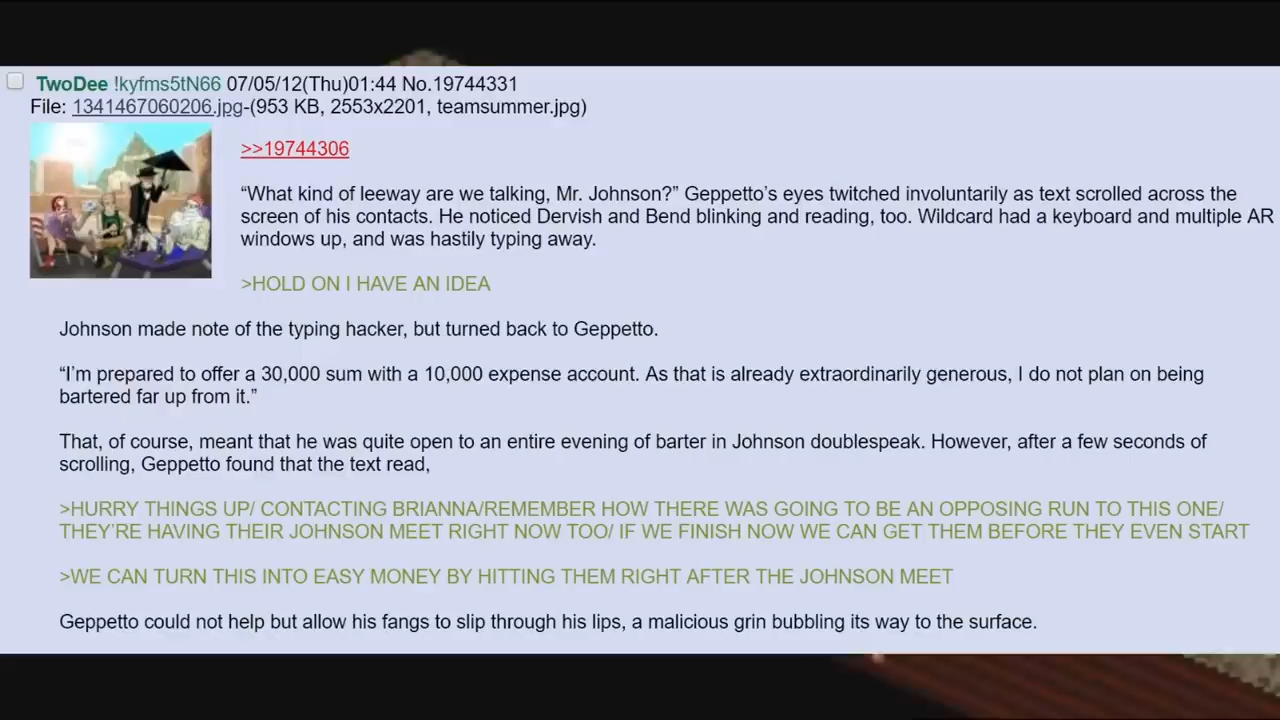 TwoDee !kyfms5tN66 07/05/12(Thu)01:44 No.19744331
File: 1341467060206.jpg-(953 KB, 2553x2201, teamsummer.jpg)
>>19744306
“What kind of leeway are we talking, Mr. Johnson?” Geppetto’s eyes twitched involuntarily as text scrolled across the
screen of his contacts. He noticed Dervish and Bend blinking and reading, too. Wildcard had a keyboard and multiple AR
windows up, and was hastily typing away.
>HOLD ON I HAVE AN IDEA
Johnson made note of the typing hacker, but turned back to Geppetto.
“I’m prepared to offer a 30,000 sum with a 10,000 expense account. As that is already extraordinarily generous, I do not plan on being
bartered far up from it.”
That, of course, meant that he was quite open to an entire evening of barter in Johnson doublespeak. However, after a few seconds of
scrolling, Geppetto found that the text read,
>HURRY THINGS UP/ CONTACTING BRIANNA/REMEMBER HOW THERE WAS GOING TO BE AN OPPOSING RUN TO THIS ONE/
THEY’RE HAVING THEIR JOHNSON MEET RIGHT NOW TOO/ IF WE FINISH NOW WE CAN GET THEM BEFORE THEY EVEN START
>WE CAN TURN THIS INTO EASY MONEY BY HITTING THEM RIGHT AFTER THE JOHNSON MEET
Geppetto could not help but allow his fangs to slip through his lips, a malicious grin bubbling its way to the surface.